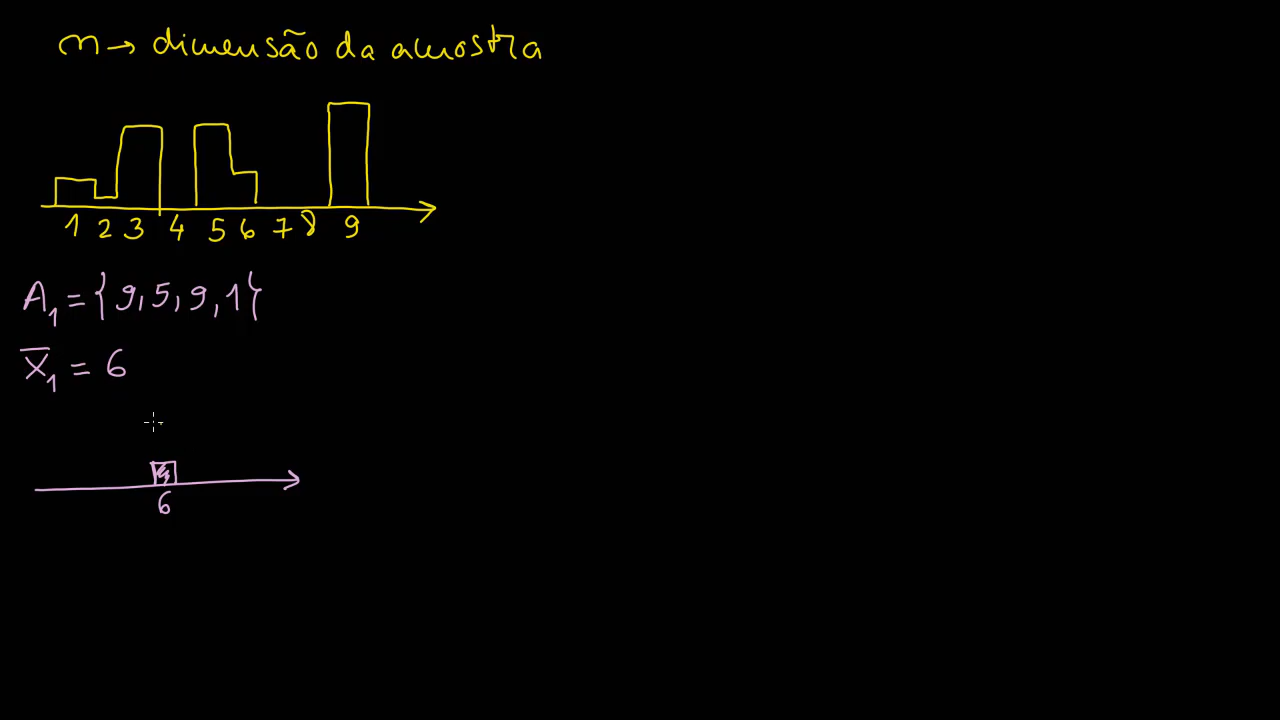 n → dimensão da amostra
1 2 3 4 5 6 7 8 9
A₁ = {9, 5, 9, 1}
X̅₁ = 6
6